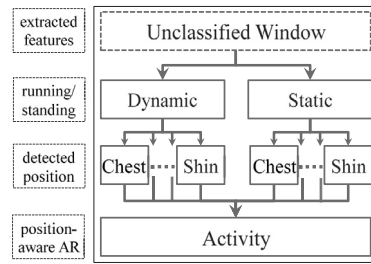 extracted
features
Unclassified Window
running/
standing
Dynamic
Static
detected
position
Chest
Shin
Chest
Shin
position-
aware AR
Activity